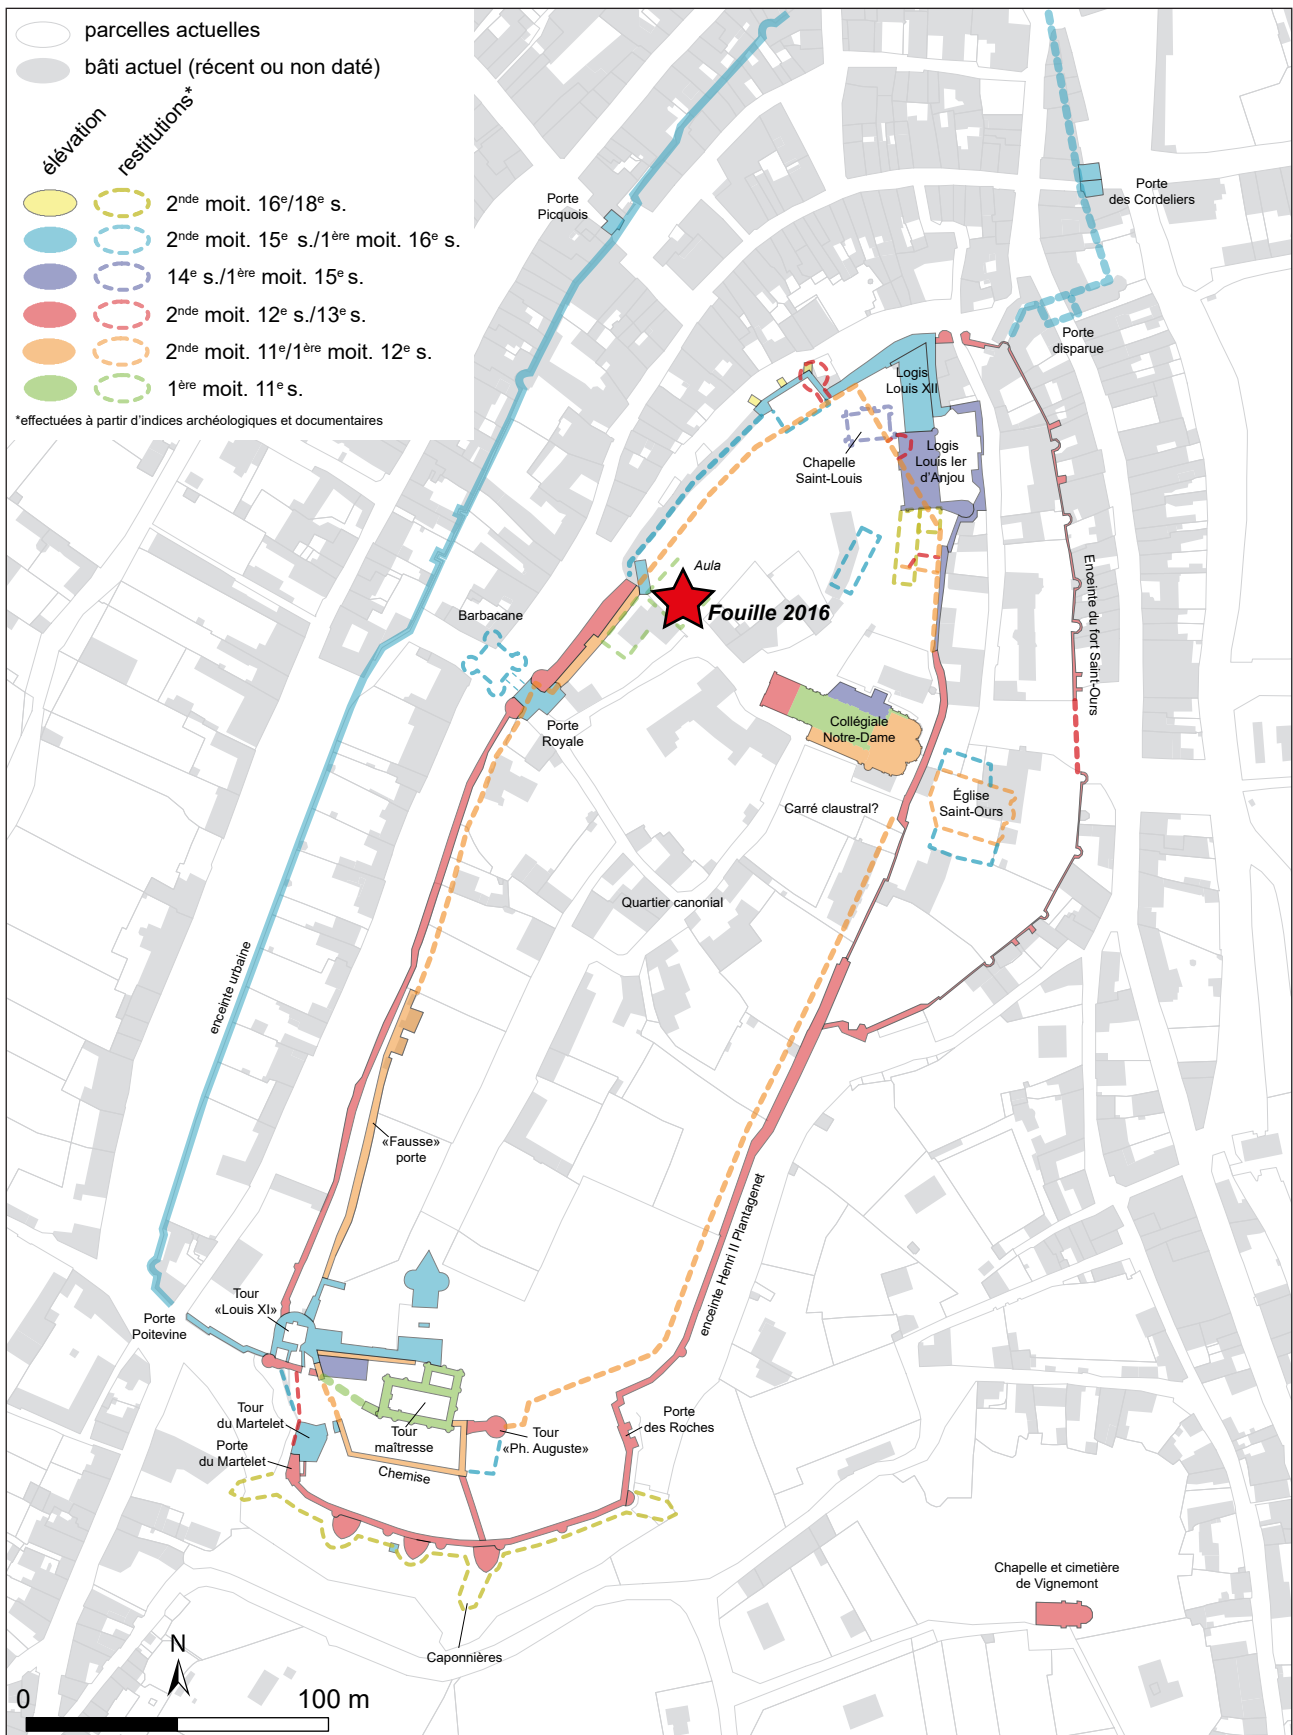 parcelles actuelles
bâti actuel (récent ou non daté)
élévation
restitutions*
2nde moit. 16e/18e s.
2nde moit. 15e s./1ère moit. 16e s.
14e s./1ère moit. 15e s.
2nde moit. 12e s./13e s.
2nde moit. 11e/1ère moit. 12e s.
1ère moit. 11e s.
*effectuées à partir d'indices archéologiques et documentaires
Porte
Picquois
Porte
des Cordeliers
Porte
disparue
Logis
Louis XII
Logis
Louis Ier
d'Anjou
Chapelle
Saint-Louis
Aula
Fouille 2016
Barbacane
Porte
Royale
Enceinte du fort Saint-Ours
Collégiale
Notre-Dame
Église
Saint-Ours
Carré claustral?
Quartier canonial
enceinte urbaine
«Fausse»
porte
enceinte Henri II Plantagenet
Tour
«Louis XI»
Porte
Poitevine
Tour
du Martelet
Porte
du Martelet
Tour
maîtresse
Tour
«Ph. Auguste»
Chemise
Porte
des Roches
Caponnières
Chapelle et cimetière
de Vignemont
N
0
100 m